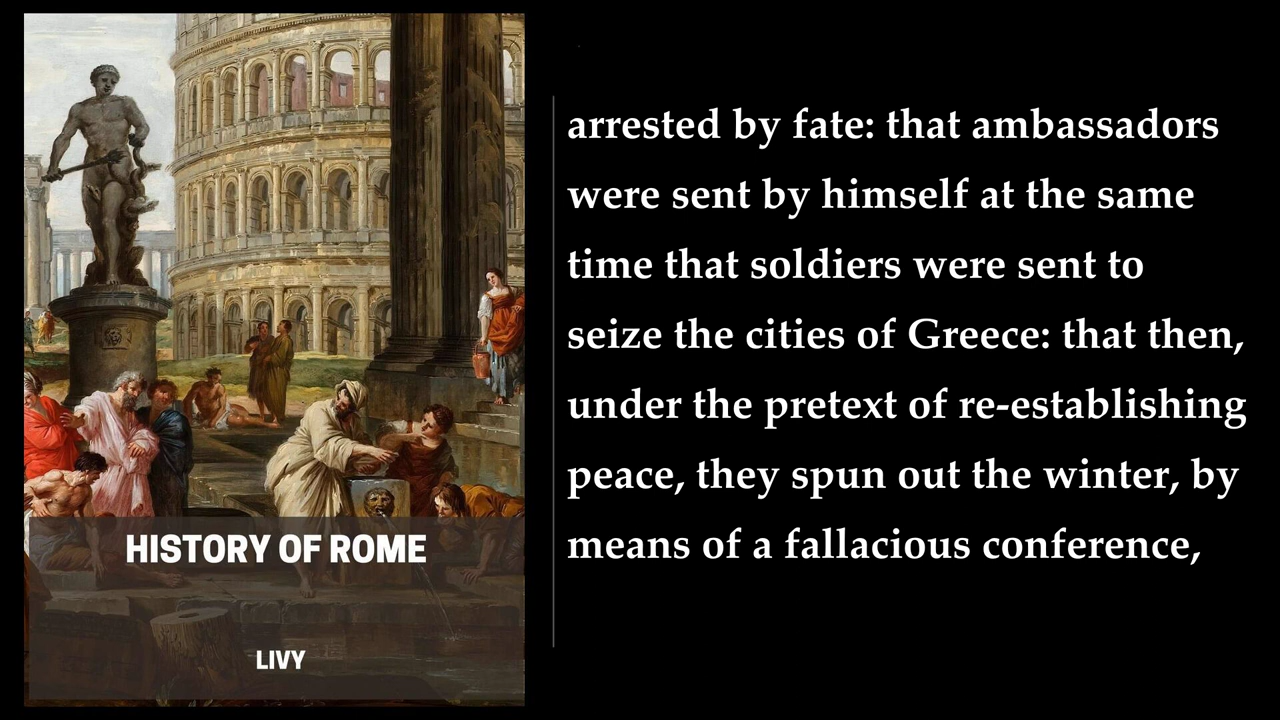 HISTORY OF ROME
LIVY
arrested by fate: that ambassadors
were sent by himself at the same
time that soldiers were sent to
seize the cities of Greece: that then,
under the pretext of re-establishing
peace, they spun out the winter, by
means of a fallacious conference,